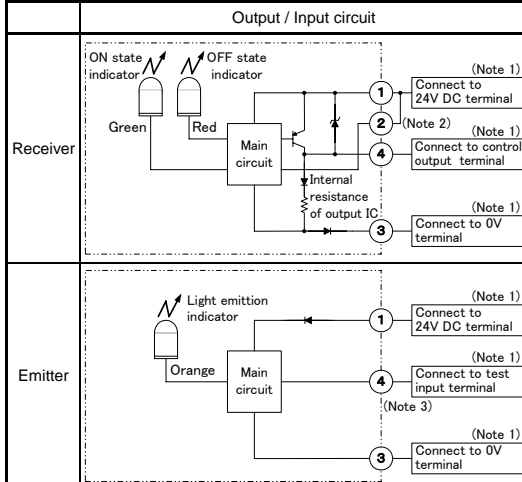 Output / Input circuit
Receiver
ON state
indicator
OFF state
indicator
Green
Red
Main
circuit
Internal
resistance
of output IC
1
2
(Note 2)
4
3
(Note 1)
Connect to
24V DC terminal
(Note 1)
Connect to control
output terminal
(Note 1)
Connect to 0V
terminal
Emitter
Light emittion
indicator
Orange
Main
circuit
1
4
(Note 3)
3
(Note 1)
Connect to
24V DC terminal
(Note 1)
Connect to test
input terminal
(Note 1)
Connect to 0V
terminal